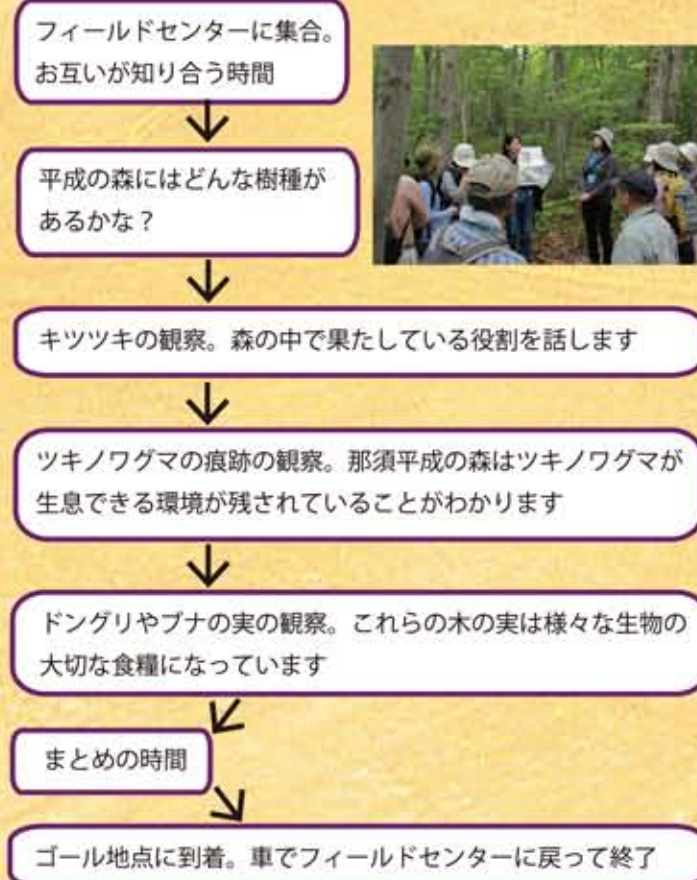 フィールドセンターに集合。
お互いが知り合う時間
平成の森にはどんな樹種が
あるかな？
キツツキの観察。森の中で果たしている役割を話します
ツキノワグマの痕跡の観察。那須平成の森はツキノワグマが
生息できる環境が残されていることがわかります
ドングリやブナの実の観察。これらの木の実は様々な生物の
大切な食糧になっています
まとめの時間
ゴール地点に到着。車でフィールドセンターに戻って終了